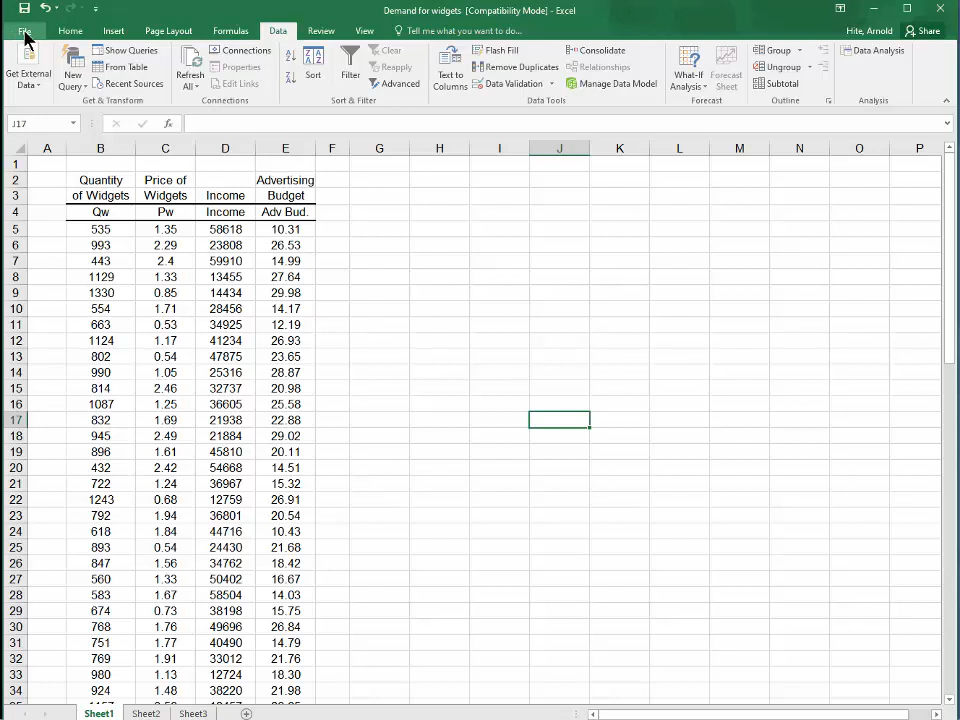 Demand for widgets [Compatibility Mode] - Excel
File Home Insert Page Layout Formulas Data Review View Tell me what you want to do... Hite, Arnold Share
Get External Data
New Query
Show Queries
From Table
Recent Sources
Get & Transform
Refresh All
Connections
Properties
Edit Links
Connections
Sort
Filter
Clear
Reapply
Advanced
Sort & Filter
Text to Columns
Flash Fill
Remove Duplicates
Data Validation
Consolidate
Relationships
Manage Data Model
Data Tools
What-If Analysis
Forecast Sheet
Forecast
Group
Ungroup
Subtotal
Outline
Data Analysis
Analysis
J17 fx
A B C D E F G H I J K L M N O P
1
2 Quantity Price of Advertising
3 of Widgets Widgets Income Budget
4 Qw Pw Income Adv Bud.
5 535 1.35 58618 10.31
6 993 2.29 23808 26.53
7 443 2.4 59910 14.99
8 1129 1.33 13455 27.64
9 1330 0.85 14434 29.98
10 554 1.71 28456 14.17
11 663 0.53 34925 12.19
12 1124 1.17 41234 26.93
13 802 0.54 47875 23.65
14 990 1.05 25316 28.87
15 814 2.46 32737 20.98
16 1087 1.25 36605 25.58
17 832 1.69 21938 22.88
18 945 2.49 21884 29.02
19 896 1.61 45810 20.11
20 432 2.42 54668 14.51
21 722 1.24 36967 15.32
22 1243 0.68 12759 26.91
23 792 1.94 36801 20.54
24 618 1.84 44716 10.43
25 893 0.54 24430 21.68
26 847 1.56 34762 18.42
27 560 1.33 50402 16.67
28 583 1.67 58504 14.03
29 674 0.73 38198 15.75
30 768 1.76 49696 26.84
31 751 1.77 40490 14.79
32 769 1.91 33012 21.76
33 980 1.13 12724 18.30
34 924 1.48 38220 21.98
Sheet1 Sheet2 Sheet3